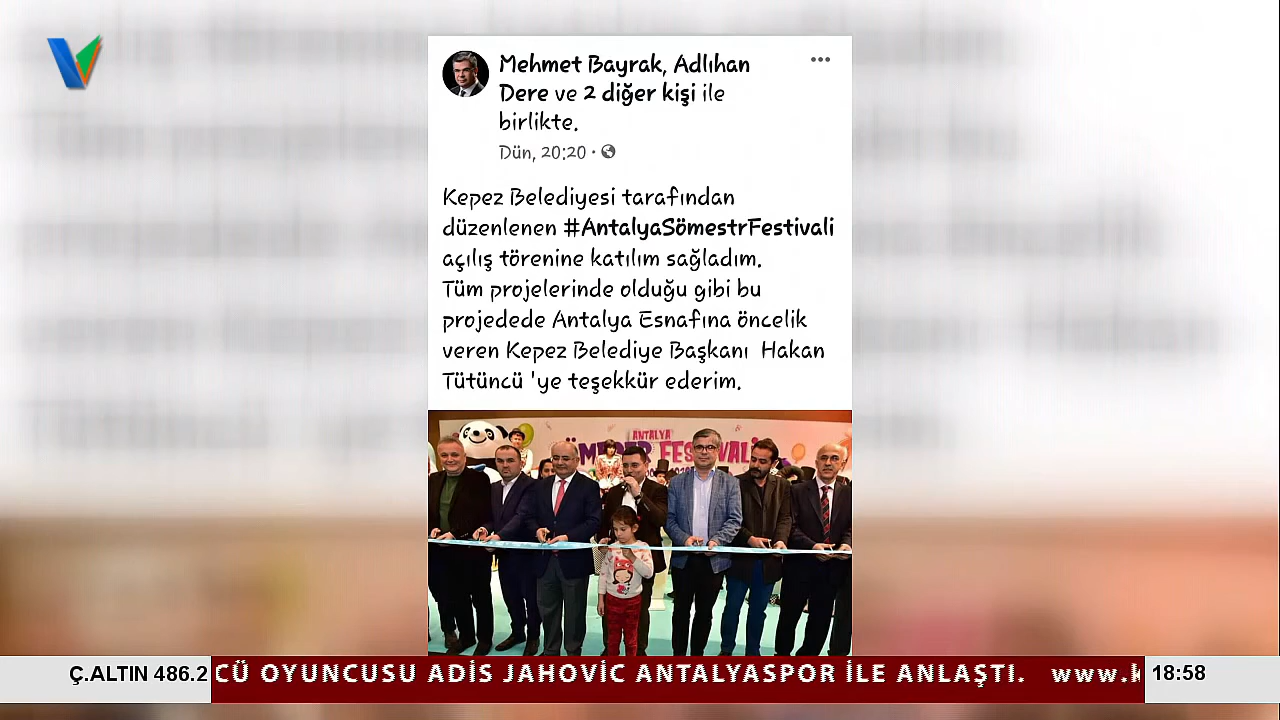 Mehmet Bayrak, Adlıhan
Dere ve 2 diğer kişi ile
birlikte.
Dün, 20:20
Kepez Belediyesi tarafından
düzenlenen #AntalyaSömestrFestivali
açılış törenine katılım sağladım.
Tüm projelerinde olduğu gibi bu
projedede Antalya Esnafına öncelik
veren Kepez Belediye Başkanı Hakan
Tütüncü 'ye teşekkür ederim.
ANTALYA
FESTİVALİ
Ç.ALTIN 486.2
CÜ OYUNCUSU ADİS JAHOVİC ANTALYASPOR İLE ANLAŞTI. www.k
18:58